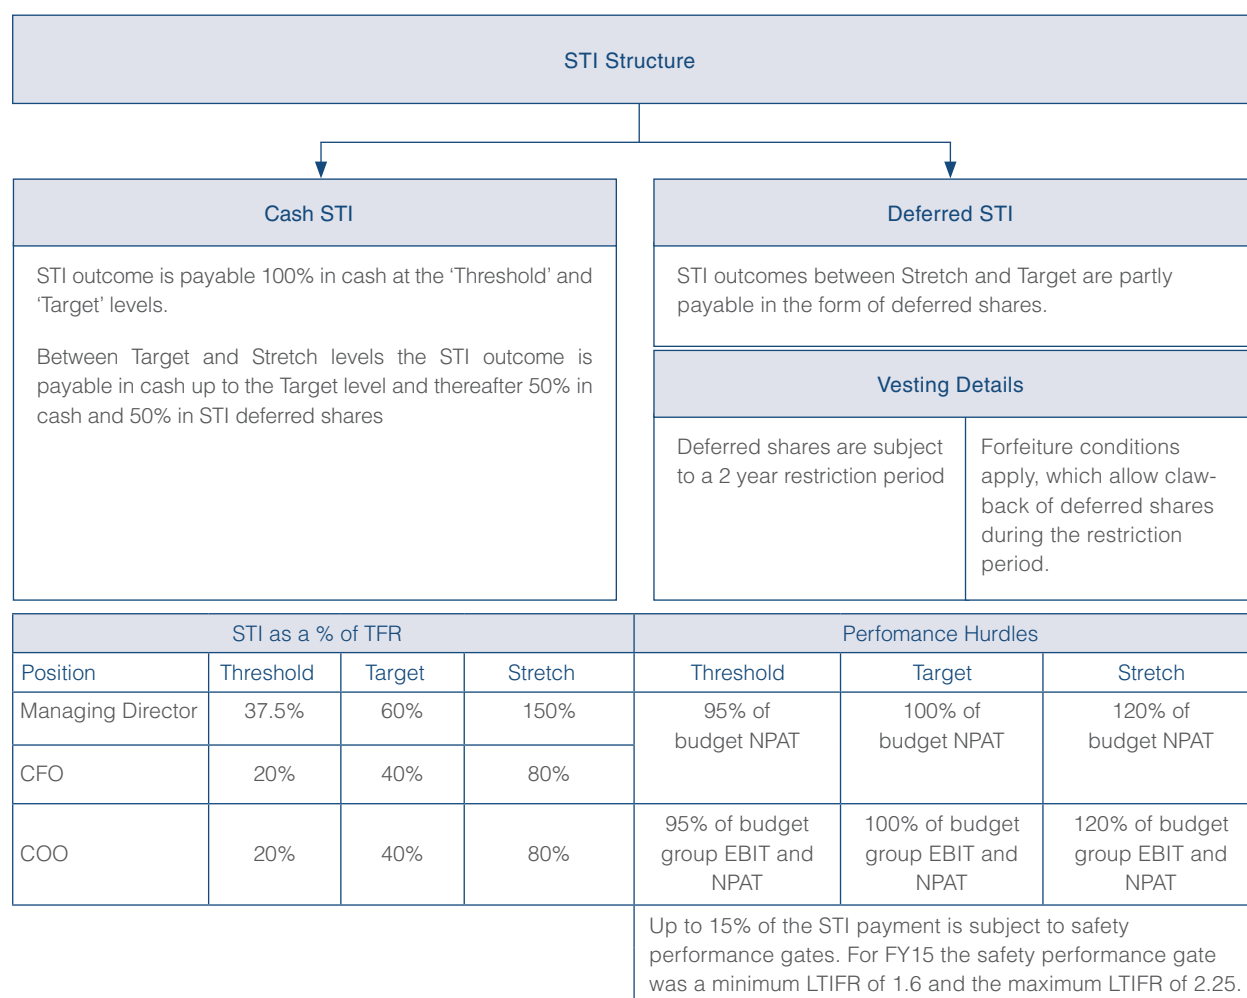 STI Structure
Cash STI
STI outcome is payable 100% in cash at the ‘Threshold’ and
‘Target’ levels.
Between Target and Stretch levels the STI outcome is
payable in cash up to the Target level and thereafter 50% in
cash and 50% in STI deferred shares
Deferred STI
STI outcomes between Stretch and Target are partly
payable in the form of deferred shares.
Vesting Details
Deferred shares are subject
to a 2 year restriction period
Forfeiture conditions
apply, which allow claw-
back of deferred shares
during the restriction
period.
STI as a % of TFR
Perfomance Hurdles
Position Threshold Target Stretch Threshold Target Stretch
Managing Director 37.5% 60% 150%
95% of
budget NPAT
100% of
budget NPAT
120% of
budget NPAT
CFO 20% 40% 80%
COO 20% 40% 80%
95% of budget
group EBIT and
NPAT
100% of budget
group EBIT and
NPAT
120% of budget
group EBIT and
NPAT
Up to 15% of the STI payment is subject to safety
performance gates. For FY15 the safety performance gate
was a minimum LTIFR of 1.6 and the maximum LTIFR of 2.25.